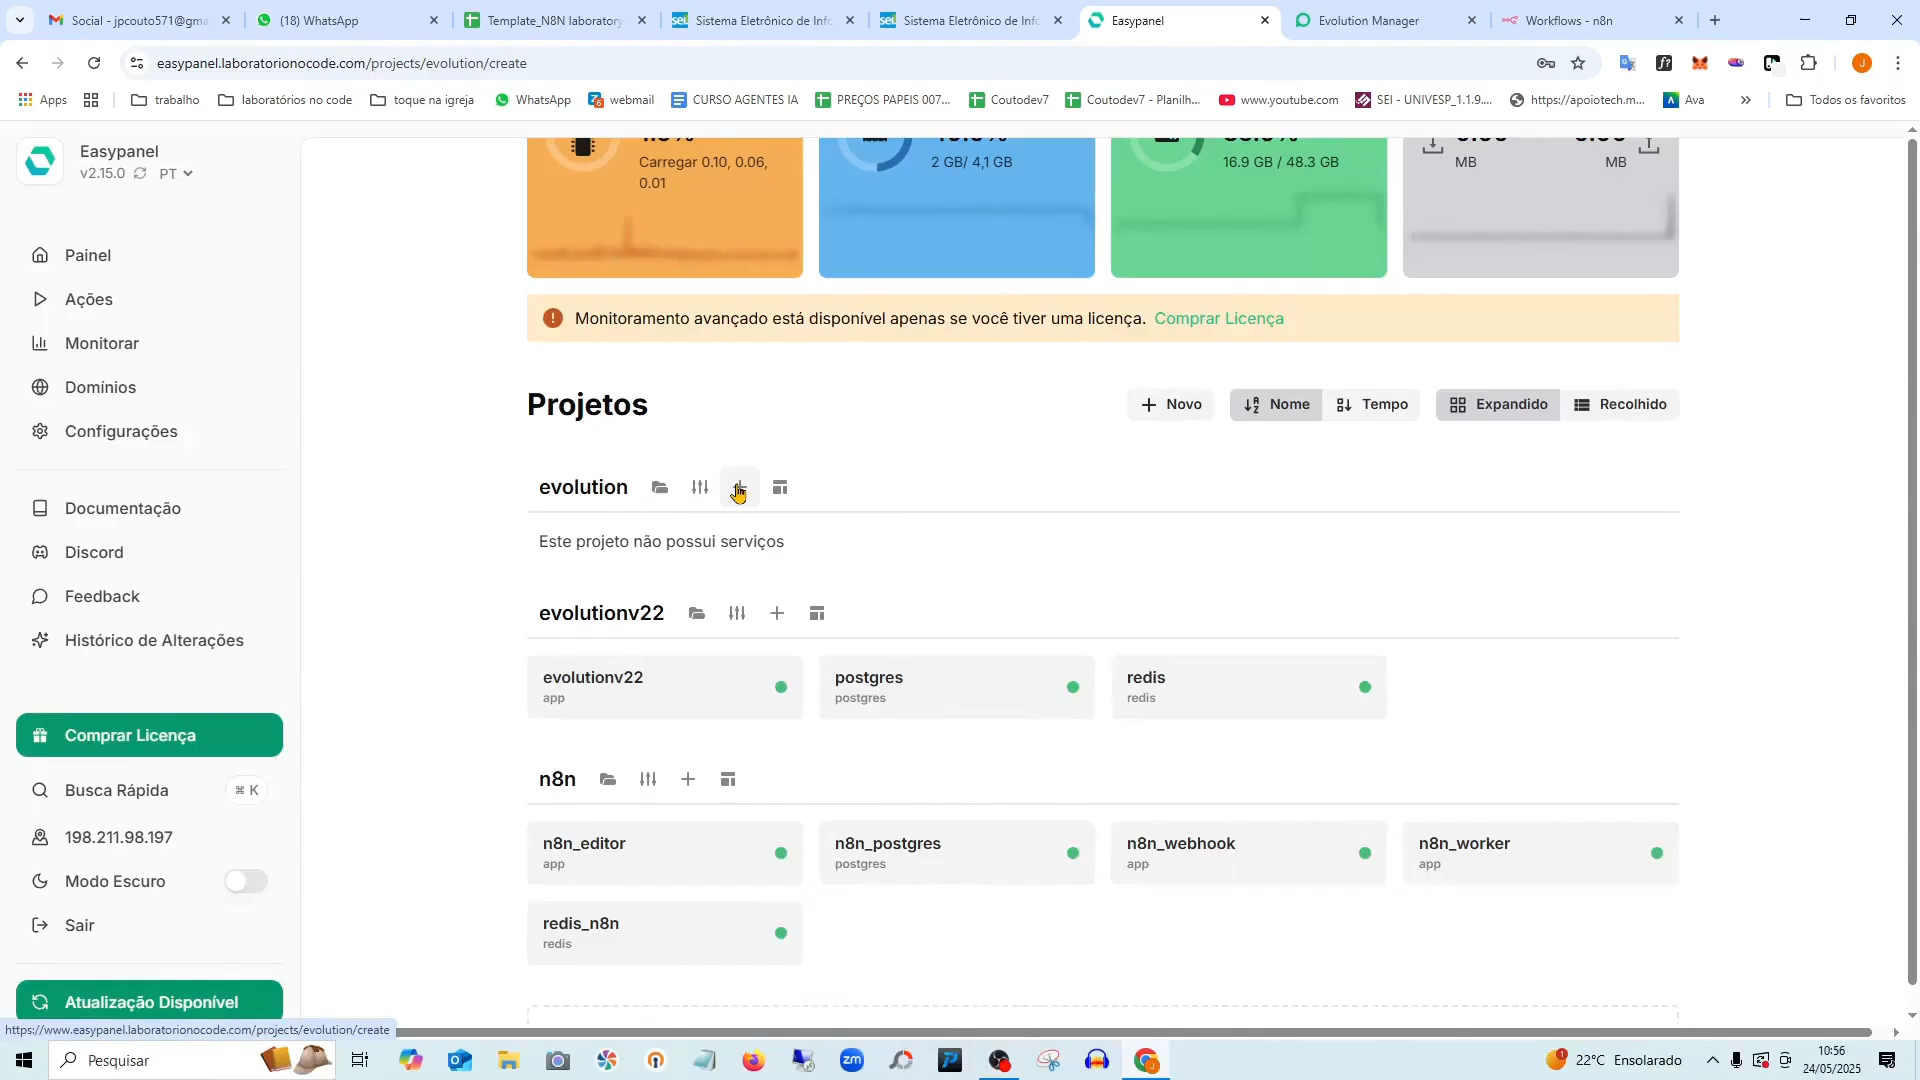 Social - jpcouto571@gma
(18) WhatsApp
Template_N8N laboratory
Sistema Eletrônico de Info
Sistema Eletrônico de Info
Easypanel
Evolution Manager
Workflows - n8n
easypanel.laboratorionocode.com/projects/evolution/create
Apps
trabalho
laboratórios no code
toque na igreja
WhatsApp
webmail
CURSO AGENTES IA
PREÇOS PAPEIS 007...
Coutodev7
Coutodev7 - Planilh...
www.youtube.com
SEI - UNIVESP_1.1.9....
https://apoiotech.m...
Ava
Todos os favoritos
Easypanel
v2.15.0
PT
Painel
Ações
Monitorar
Domínios
Configurações
Documentação
Discord
Feedback
Histórico de Alterações
Comprar Licença
Busca Rápida
⌘ K
198.211.98.197
Modo Escuro
Sair
Atualização Disponível
Carregar 0.10, 0.06,
0.01
2 GB/ 4,1 GB
16.9 GB / 48.3 GB
MB
MB
Monitoramento avançado está disponível apenas se você tiver uma licença. Comprar Licença
Projetos
Novo
Nome
Tempo
Expandido
Recolhido
evolution
Este projeto não possui serviços
evolutionv22
evolutionv22
app
postgres
postgres
redis
redis
n8n
n8n_editor
app
n8n_postgres
postgres
n8n_webhook
app
n8n_worker
app
redis_n8n
redis
https://www.easypanel.laboratorionocode.com/projects/evolution/create
Pesquisar
22°C Ensolarado
10:56
24/05/2025